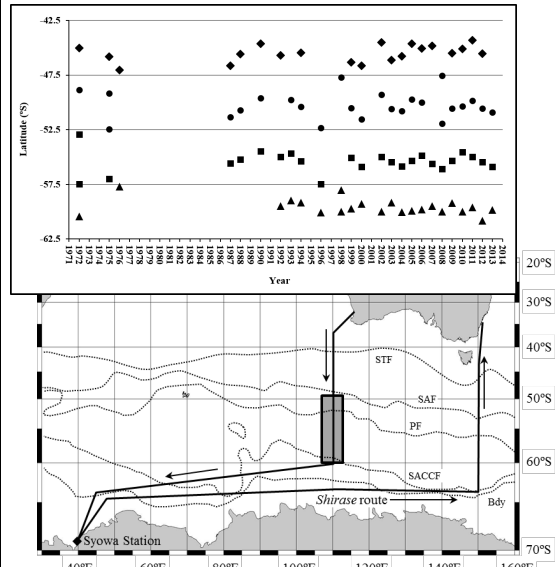 -42.5
-47.5
-52.5
-57.5
-62.5
Latitude (°S)
1971 1972 1973 1974 1975 1976 1977 1978 1979 1980 1981 1982 1983 1984 1985 1986 1987 1988 1989 1990 1991 1992 1993 1994 1995 1996 1997 1998 1999 2000 2001 2002 2003 2004 2005 2006 2007 2008 2009 2010 2011 2012 2013 2014
Year
20°S
30°S
40°S
STF
50°S
SAF
PF
60°S
SACCF
Shirase route
Bdy
Syowa Station
70°S
40°E 60°E 80°E 100°E 120°E 140°E 160°E